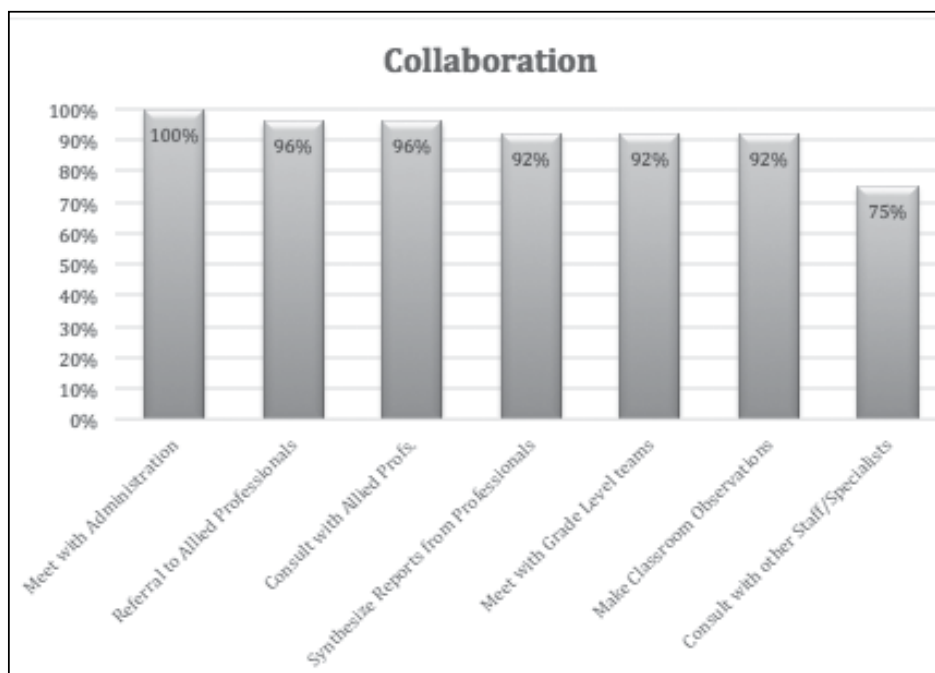 Collaboration
100%
90%
80%
70%
60%
50%
40%
30%
20%
10%
0%
100%
96%
96%
92%
92%
92%
75%
Meet with Administration
Referral to Allied Professionals
Consult with Allied Profs.
Synthesize Reports from Professionals
Meet with Grade Level teams
Make Classroom Observations
Consult with other Staff/Specialists